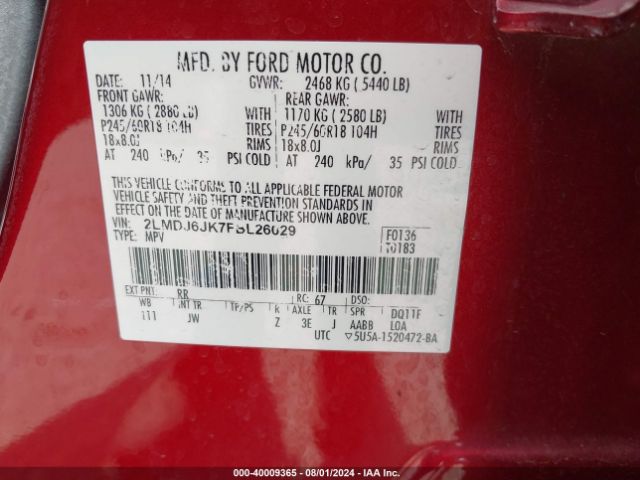 MFD. BY FORD MOTOR CO.
DATE: 11/14 GVWR: 2468 KG ( 5440 LB)
FRONT GAWR: REAR GAWR:
1306 KG ( 2880 LB) WITH 1170 KG ( 2580 LB) WITH
P245/60R18 104H TIRES P245/60R18 104H TIRES
18x8.0J RIMS 18x8.0J RIMS
AT 240 kPa/ 35 PSI COLD AT 240 kPa/ 35 PSI COLD
THIS VEHICLE CONFORMS TO ALL APPLICABLE FEDERAL MOTOR
VEHICLE SAFETY AND THEFT PREVENTION STANDARDS IN
EFFECT ON THE DATE OF MANUFACTURE SHOWN ABOVE.
VIN: 2LMDJ6JK7FBL26029 F0136
TYPE: MPV T0183
EXT PNT: RR RC: 67 DSO:
WB INT TR TP/PS R AXLE TR SPR DQ11F
111 JW Z 3E J AABB LOA
UTC ▽5U5A-1520472-BA
000-40009365 - 08/01/2024 - IAA Inc.